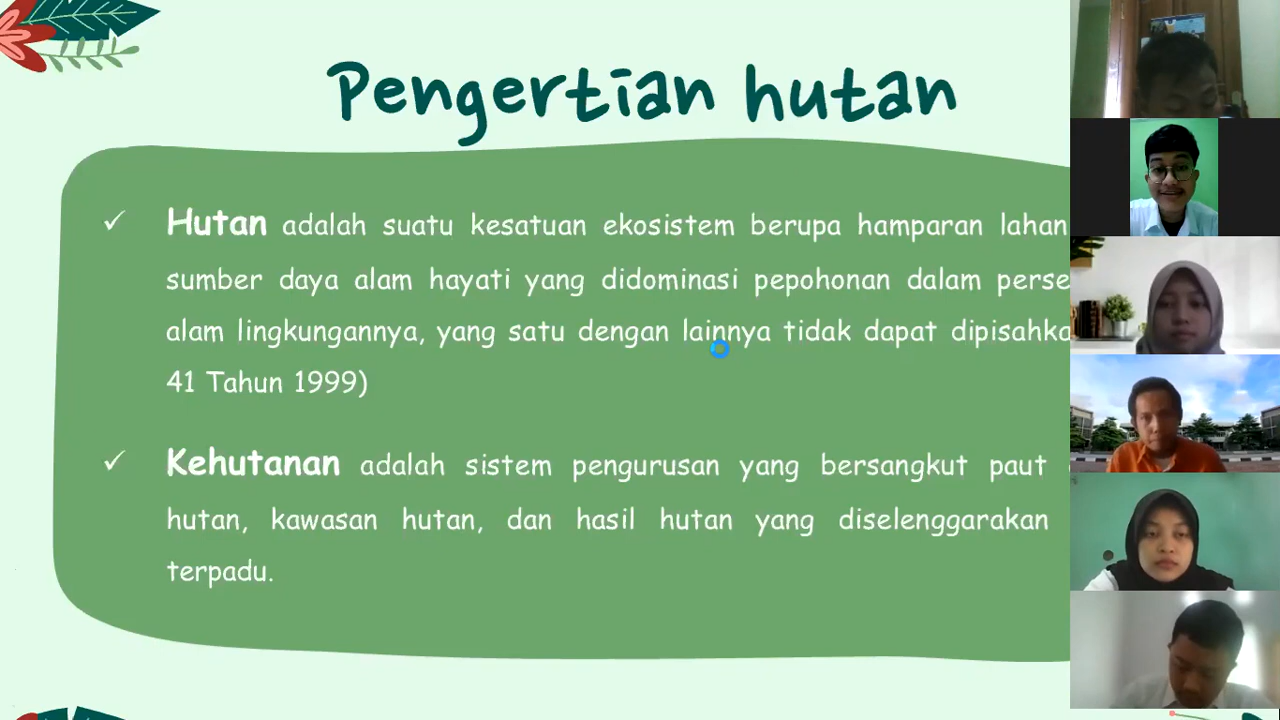 Pengertian hutan
✓ Hutan adalah suatu kesatuan ekosistem berupa hamparan lahan
sumber daya alam hayati yang didominasi pepohonan dalam
alam lingkungannya, yang satu dengan lainnya tidak dapat
41 Tahun 1999)
✓ Kehutanan adalah sistem pengurusan yang bersangkut paut
hutan, kawasan hutan, dan hasil hutan yang diselenggarakan
terpadu.